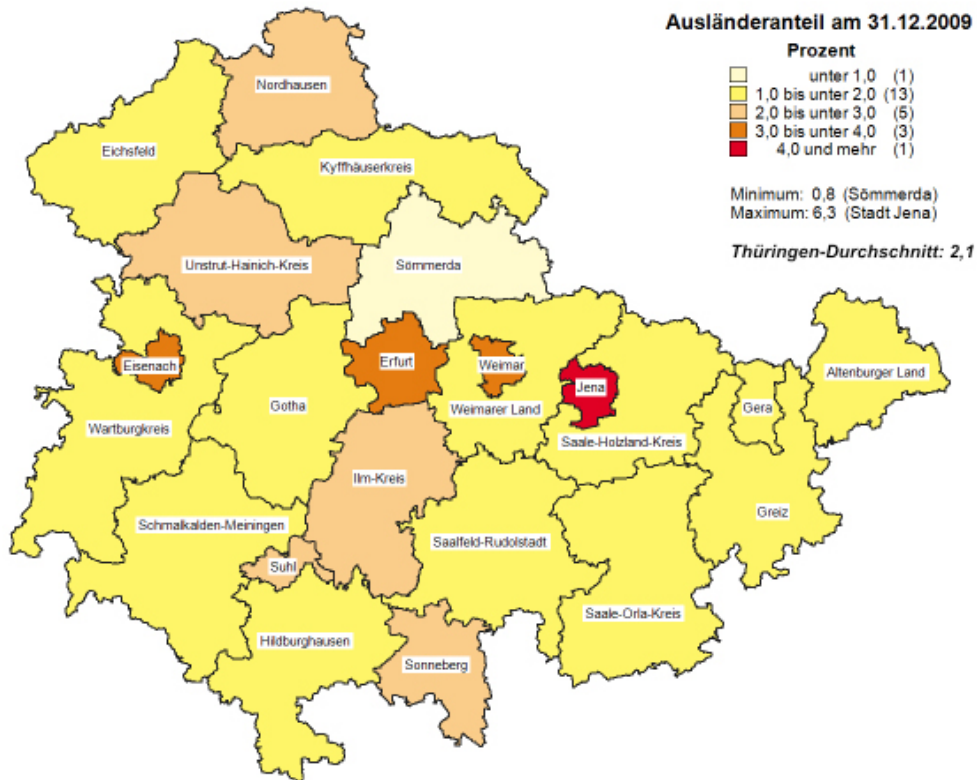 Ausländeranteil am 31.12.2009
Prozent
unter 1,0 (1)
1,0 bis unter 2,0 (13)
2,0 bis unter 3,0 (5)
3,0 bis unter 4,0 (3)
4,0 und mehr (1)
Minimum: 0,8 (Sömmerda)
Maximum: 6,3 (Stadt Jena)
Thüringen-Durchschnitt: 2,1
Nordhausen
Eichsfeld
Kyffhäuserkreis
Unstrut-Hainich-Kreis
Sömmerda
Eisenach
Erfurt
Weimar
Altenburger Land
Jena
Gotha
Weimarer Land
Gera
Wartburgkreis
Saale-Holzland-Kreis
Ilm-Kreis
Greiz
Schmalkalden-Meiningen
Saalfeld-Rudolstadt
Suhl
Saale-Orla-Kreis
Hildburghausen
Sonneberg